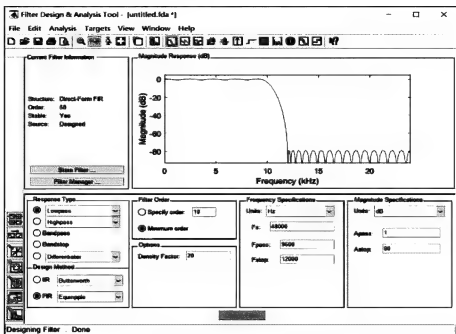 Filter Design & Analysis Tool - [untitled.fda *]
File Edit Analysis Targets View Window Help
Current Filter Information
Structure: Direct-Form FIR
Order: 50
Stable: Yes
Source: Designed
Store Filter ...
Filter Manager ...
Magnitude Response (dB)
Magnitude (dB)
0
-20
-40
-60
-80
0
5
10
15
20
Frequency (kHz)
Response Type
Lowpass
Highpass
Bandpass
Bandstop
Differentiator
Design Method
IIR Butterworth
FIR Equiripple
Filter Order
Specify order: 10
Minimum order
Options
Density Factor: 20
Frequency Specifications
Units: Hz
Fs: 48000
Fpass: 9600
Fstop: 12000
Magnitude Specifications
Units: dB
Apass: 1
Astop: 80
Designing Filter ... Done